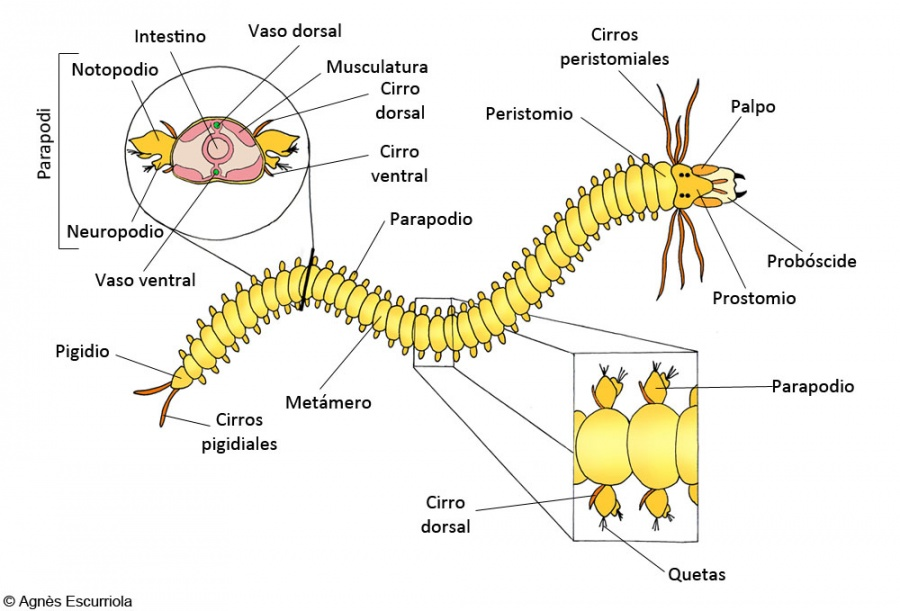 Intestino
Vaso dorsal
Notopodio
Musculatura
Cirro
dorsal
Cirro
ventral
Parapodi
Neuropodio
Vaso ventral
Parapodio
Cirros
peristomiales
Peristomio
Palpo
Probóscide
Prostomio
Pigidio
Metámero
Cirros
pigidiales
Parapodio
Cirro
dorsal
Quetas
© Agnès Escurriola